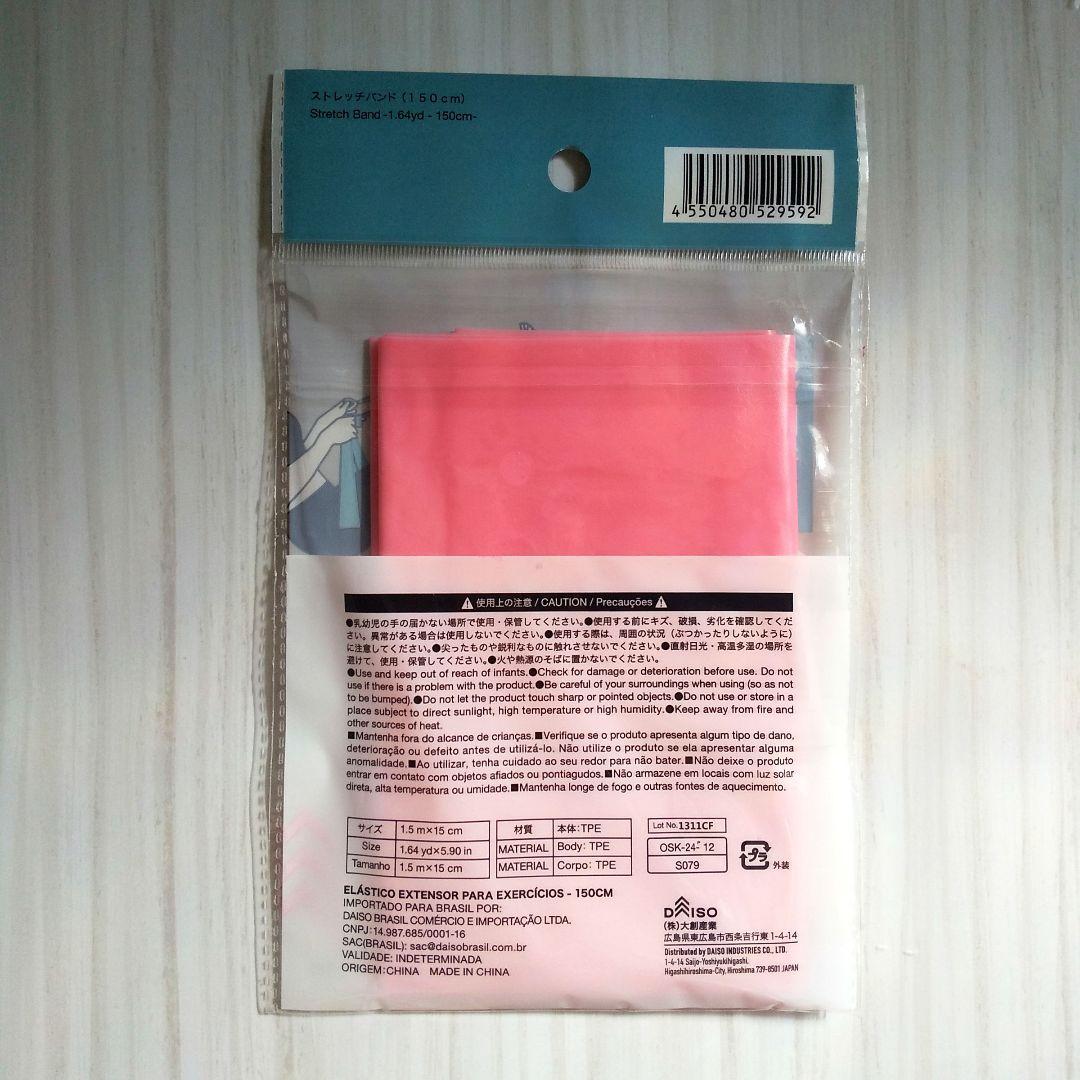 ストレッチバンド(150cm)
Stretch Band -1.64yd - 150cm-
4 550480 529592
使用上の注意 / CAUTION / Precauções
●乳幼児の手の届かない場所で使用・保管してください。●使用する前にキズ、破損、劣化を確認してくだ
さい。異常がある場合は使用しないでください。●使用する際は、周囲の状況(ぶつかったりしないように)
に注意してください。●尖ったものや鋭利なものに触れさせないでください。●直射日光・高温多湿の場所を
避けて、使用・保管してください。●火や熱源のそばに置かないでください。
●Use and keep out of reach of infants.●Check for damage or deterioration before use. Do not
use if there is a problem with the product.●Be careful of your surroundings when using (so as not
to be bumped).●Do not let the product touch sharp or pointed objects.●Do not use or store in a
place subject to direct sunlight, high temperature or high humidity.●Keep away from fire and
other sources of heat.
■Mantenha fora do alcance de crianças.■Verifique se o produto apresenta algum tipo de dano,
deterioração ou defeito antes de utilizá-lo. Não utilize o produto se ela apresentar alguma
anomalidade.■Ao utilizar, tenha cuidado ao seu redor para não bater.■Não deixe o produto
entrar em contato com objetos afiados ou pontiagudos.■Não armazene em locais com luz solar
direta, alta temperatura ou umidade.■Mantenha longe de fogo e outras fontes de aquecimento.
サイズ 1.5 m×15 cm
Size 1.64 yd×5.90 in
Tamanho 1.5 m×15 cm
材質 本体:TPE
MATERIAL Body: TPE
MATERIAL Corpo: TPE
Lot No.1311CF
OSK-24-12
S079
プラ 外装
ELÁSTICO EXTENSOR PARA EXERCÍCIOS - 150CM
IMPORTADO PARA BRASIL POR:
DAISO BRASIL COMÉRCIO E IMPORTAÇÃO LTDA.
CNPJ:14.987.685/0001-16
SAC(BRASIL): sac@daisobrasil.com.br
VALIDADE: INDETERMINADA
ORIGEM:CHINA MADE IN CHINA
DAISO
(株)大創産業
広島県東広島市西条吉行東1-4-14
Distributed by DAISO INDUSTRIES CO., LTD.
1-4-14 Saijo-Yoshiyukihigashi,
Higashihiroshima-City, Hiroshima 739-8501 JAPAN